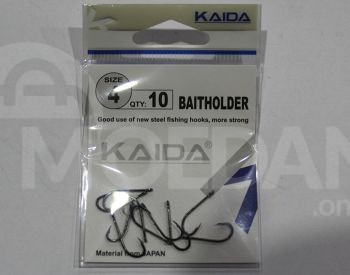 KAIDA
SIZE
4
QTY: 10 BAITHOLDER
Good use of new steel fishing hooks, more strong
KAIDA®
Material from JAPAN